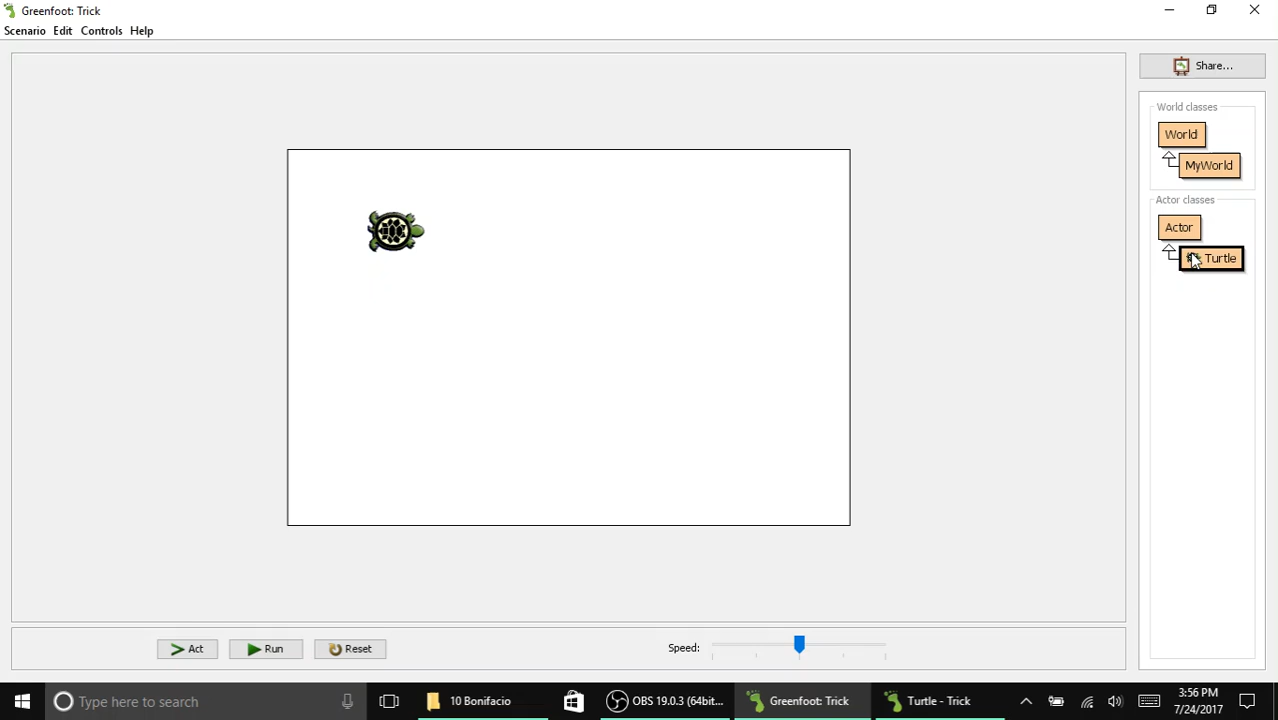 Greenfoot: Trick
Scenario Edit Controls Help
Share...
World classes
World
MyWorld
Actor classes
Actor
Turtle
Act Run Reset Speed:
Type here to search
10 Bonifacio
OBS 19.0.3 (64bit...
Greenfoot: Trick
Turtle - Trick
3:56 PM
7/24/2017